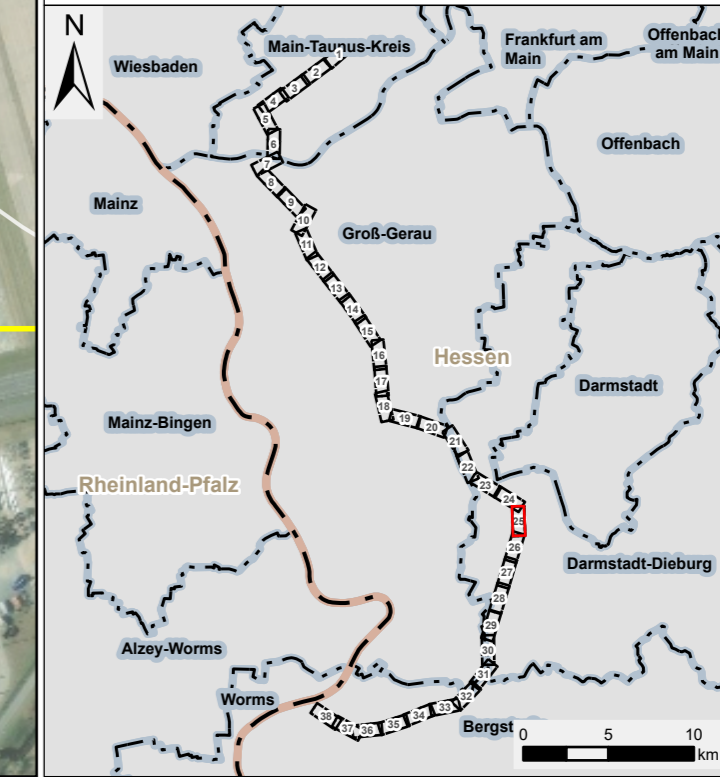 N
Main-Taunus-Kreis
Frankfurt am
Main
Offenbach
am Main
Wiesbaden
1
2
3
4
5
6
Offenbach
7
8
9
10
Mainz
Groß-Gerau
11
12
13
14
15
16
Hessen
17
Darmstadt
18
19
20
Mainz-Bingen
21
22
23
Rheinland-Pfalz
24
25
26
Darmstadt-Dieburg
27
28
29
30
Alzey-Worms
31
32
Worms
33
34
35
36
37
38
Bergst
0 5 10
km